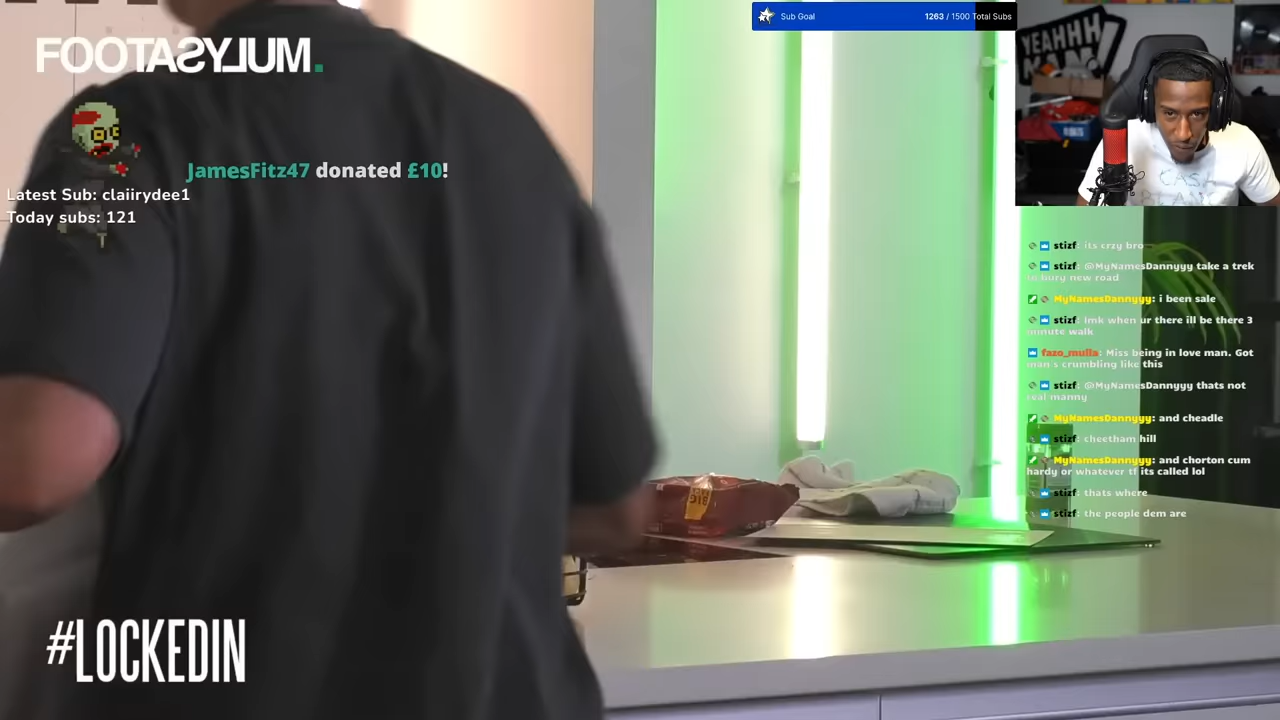 Sub Goal
1263 / 1500 Total Subs
YEAHHH
FOOTASYLUM.
JamesFitz47 donated £10!
Latest Sub: claiirydee1
Today subs: 121
stizf: its crzy bro
stizf: @MyNamesDannyyy take a trek
to bury new road
MyNamesDannyyy: i been sale
stizf: lmk when ur there ill be there 3
minute walk
fazo_mulla: Miss being in love man. Got
man's crumbling like this
stizf: @MyNamesDannyyy thats not
real manny
MyNamesDannyyy: and cheadle
stizf: cheetham hill
MyNamesDannyyy: and chorton cum
hardy or whatever tf its called lol
stizf: thats where
stizf: the people dem are
#LOCKEDIN